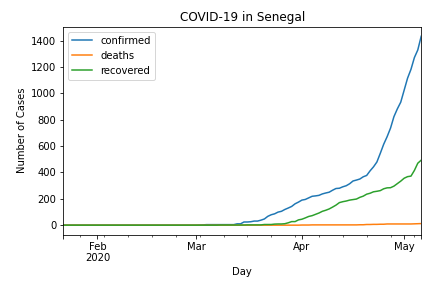 COVID-19 in Senegal
confirmed
deaths
recovered
Number of Cases
1400
1200
1000
800
600
400
200
0
Feb
2020
Mar
Apr
May
Day